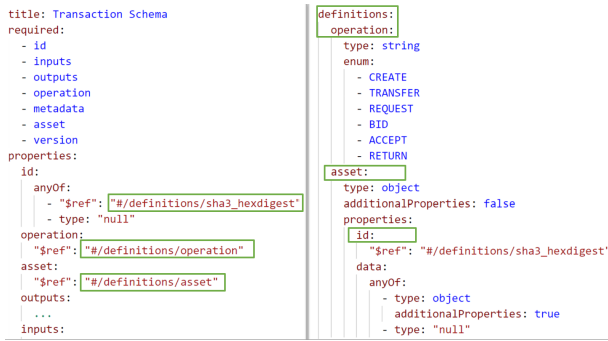 title: Transaction Schema
required:
  - id
  - inputs
  - outputs
  - operation
  - metadata
  - asset
  - version
properties:
  id:
    anyOf:
      - "$ref": "#/definitions/sha3_hexdigest"
      - type: "null"
  operation:
    "$ref": "#/definitions/operation"
  asset:
    "$ref": "#/definitions/asset"
  outputs:
    ...
  inputs:
definitions:
  operation:
    type: string
    enum:
      - CREATE
      - TRANSFER
      - REQUEST
      - BID
      - ACCEPT
      - RETURN
  asset:
    type: object
    additionalProperties: false
    properties:
      id:
        "$ref": "#/definitions/sha3_hexdigest"
      data:
        anyOf:
          - type: object
            additionalProperties: true
          - type: "null"